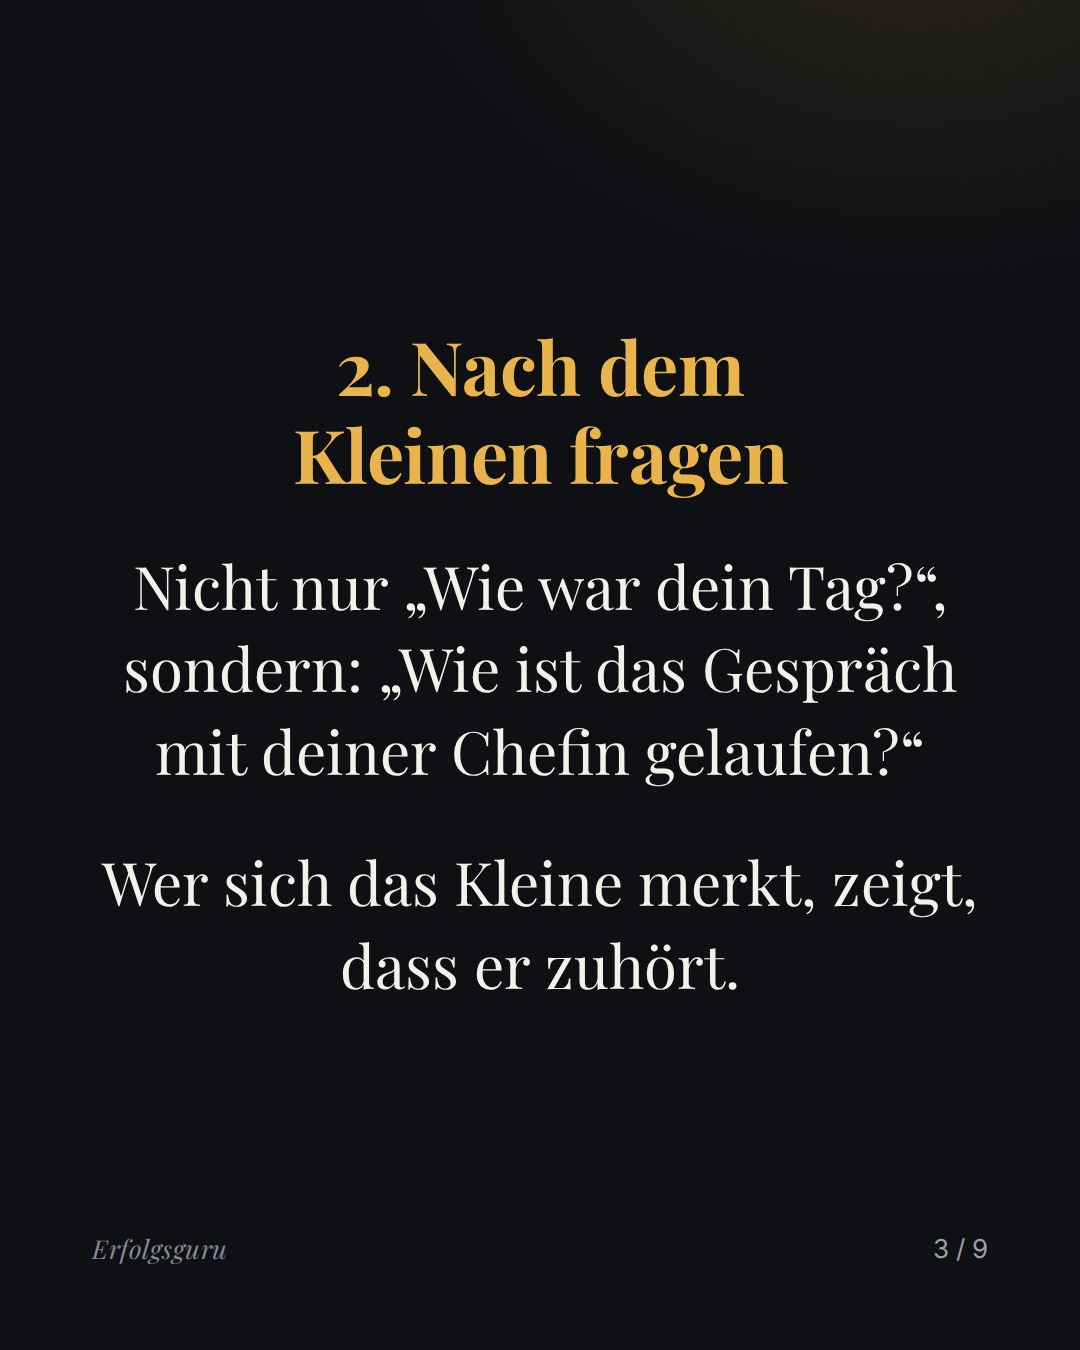 2. Nach dem
Kleinen fragen
Nicht nur „Wie war dein Tag?“,
sondern: „Wie ist das Gespräch
mit deiner Chefin gelaufen?“
Wer sich das Kleine merkt, zeigt,
dass er zuhört.
Erfolgsguru
3 / 9